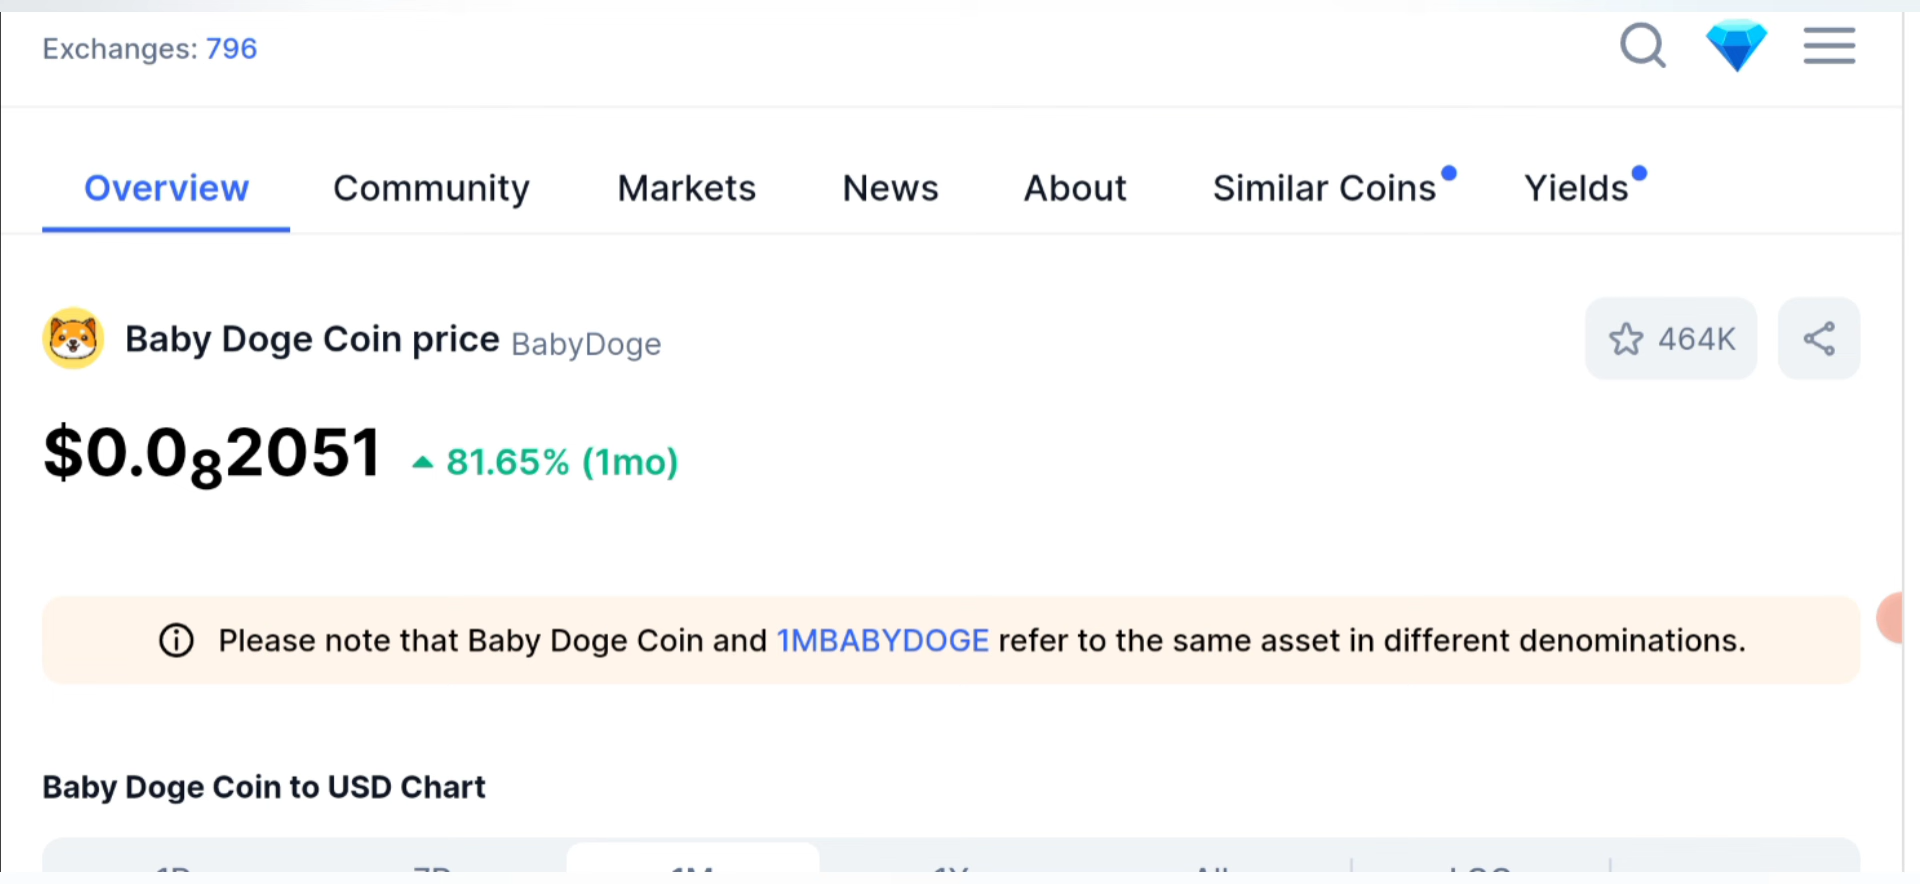 Exchanges: 796
Overview Community Markets News About Similar Coins Yields
Baby Doge Coin price BabyDoge 464K
$0.0₈2051 81.65% (1mo)
Please note that Baby Doge Coin and 1MBABYDOGE refer to the same asset in different denominations.
Baby Doge Coin to USD Chart